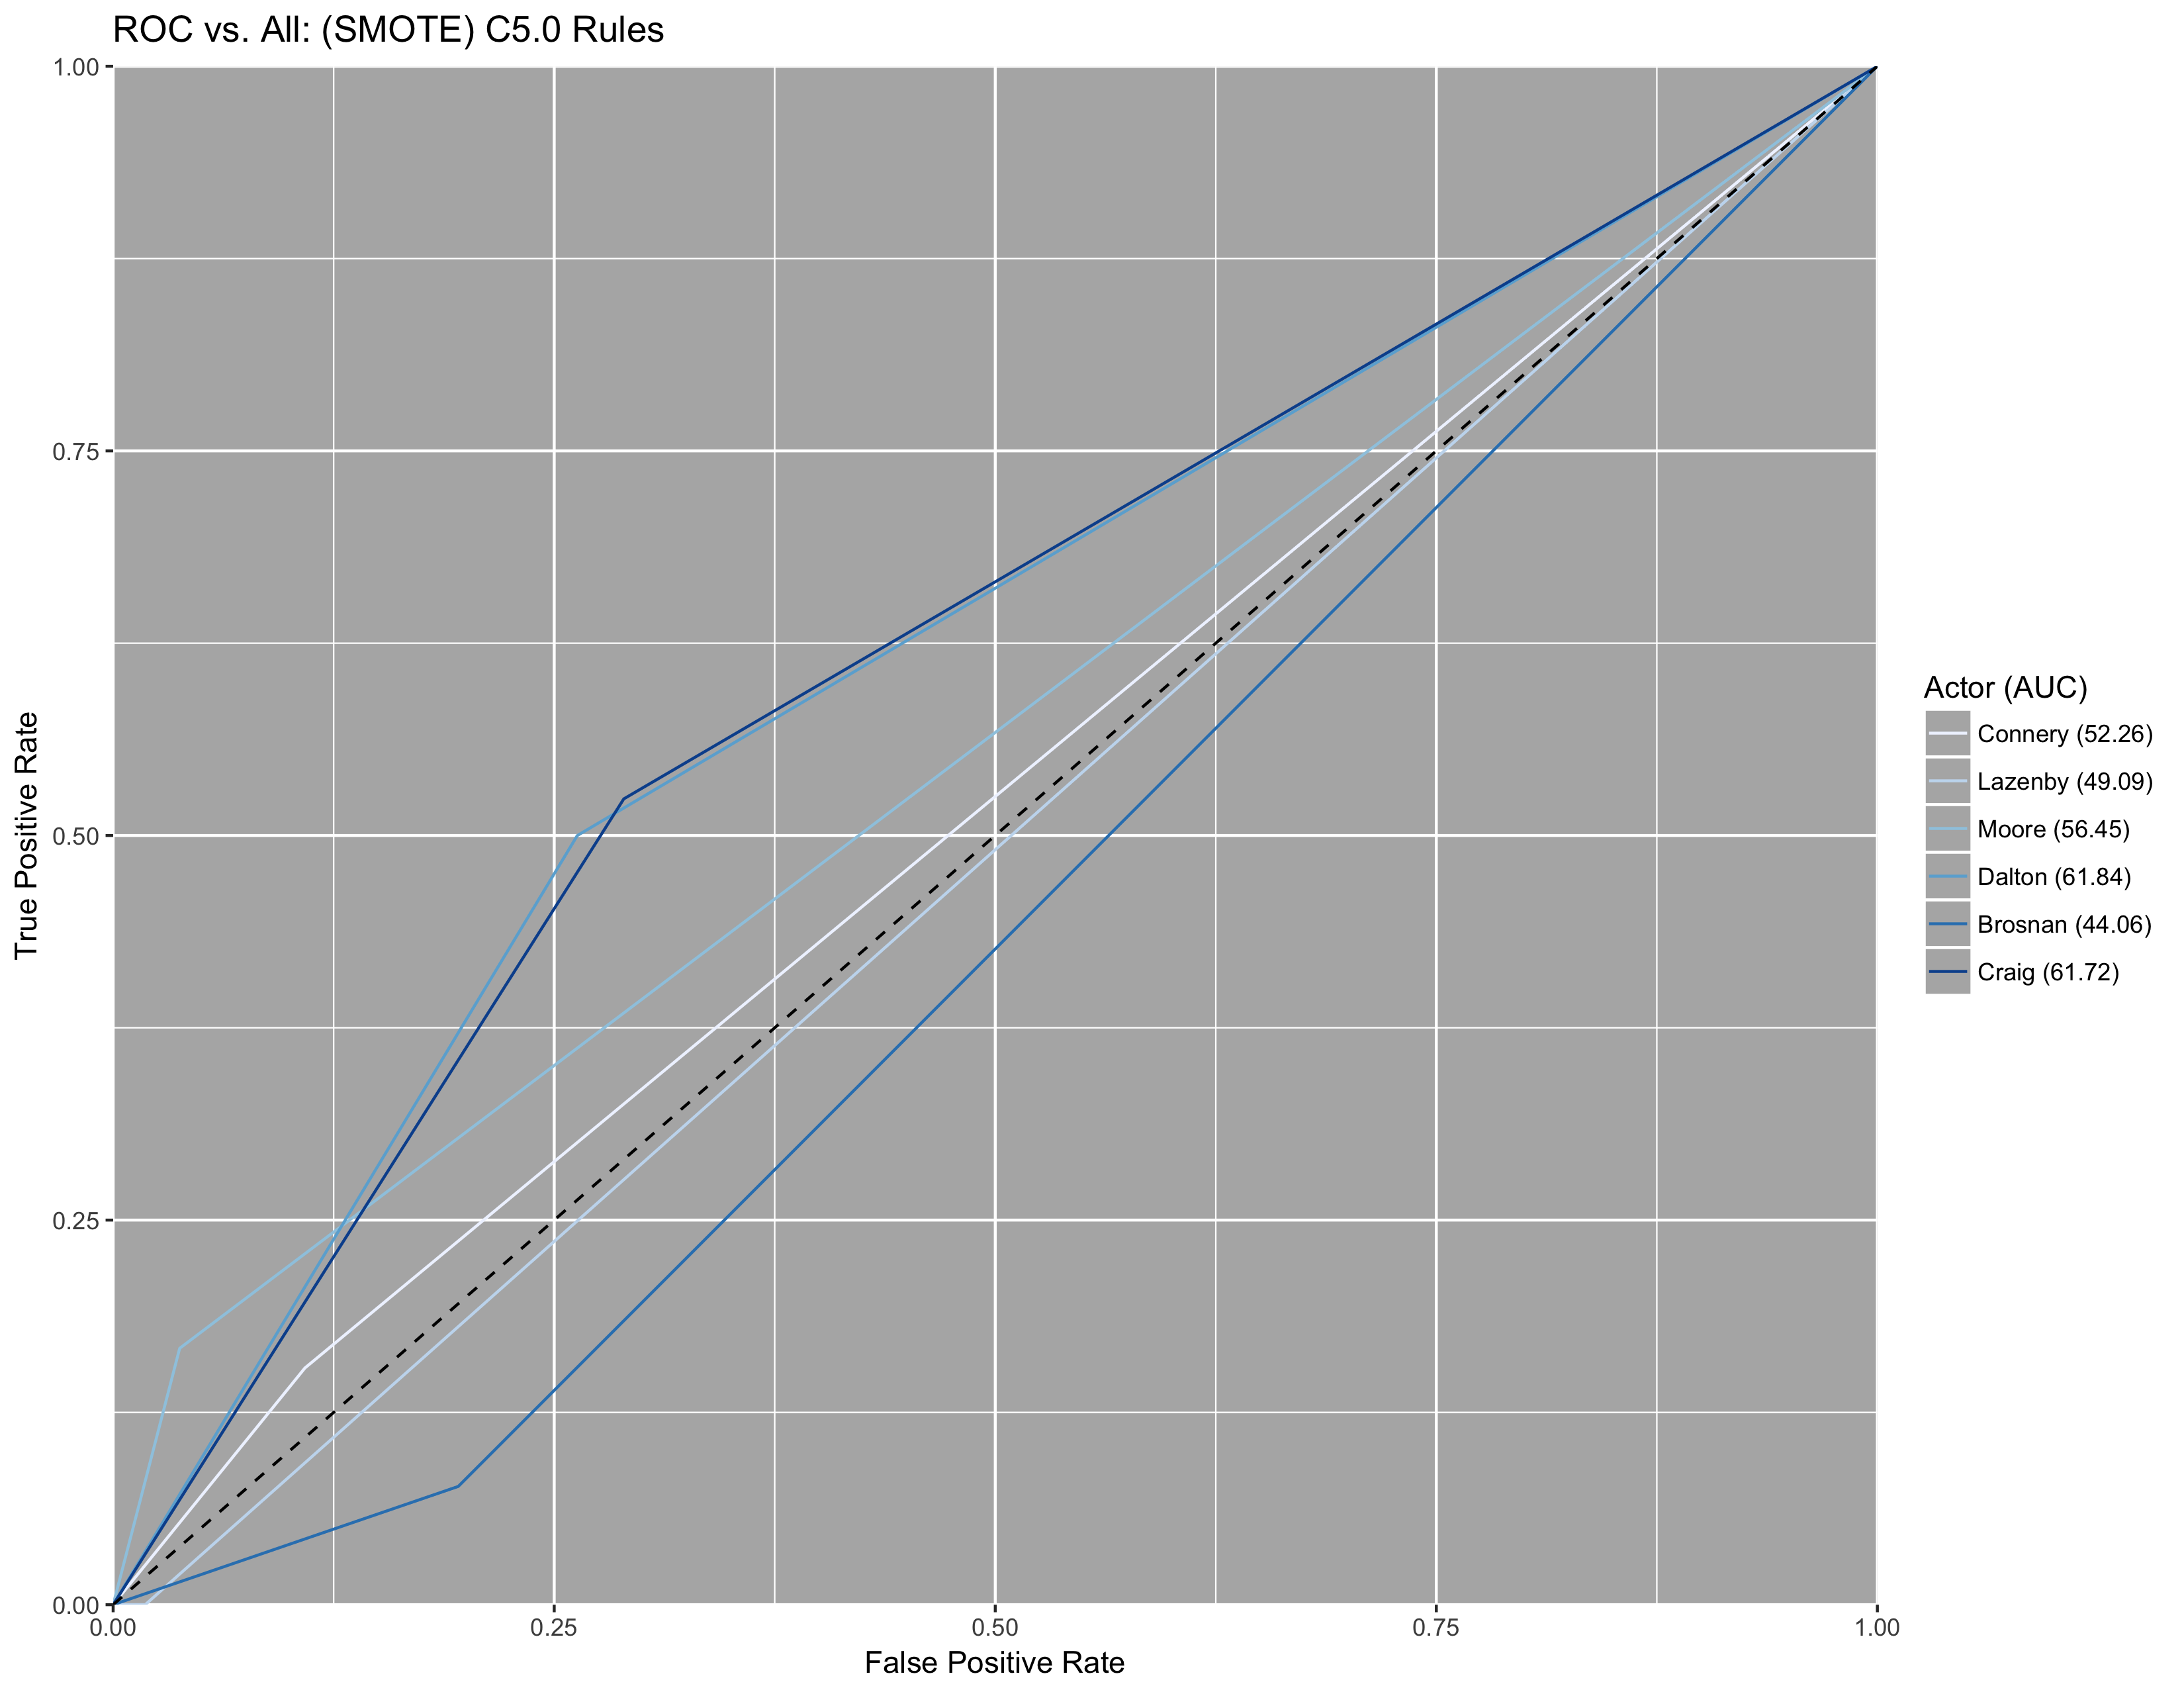 ROC vs. All: (SMOTE) C5.0 Rules
1.00
0.75
0.50
0.25
0.00
True Positive Rate
0.00 0.25 0.50 0.75 1.00
False Positive Rate
Actor (AUC)
Connery (52.26)
Lazenby (49.09)
Moore (56.45)
Dalton (61.84)
Brosnan (44.06)
Craig (61.72)